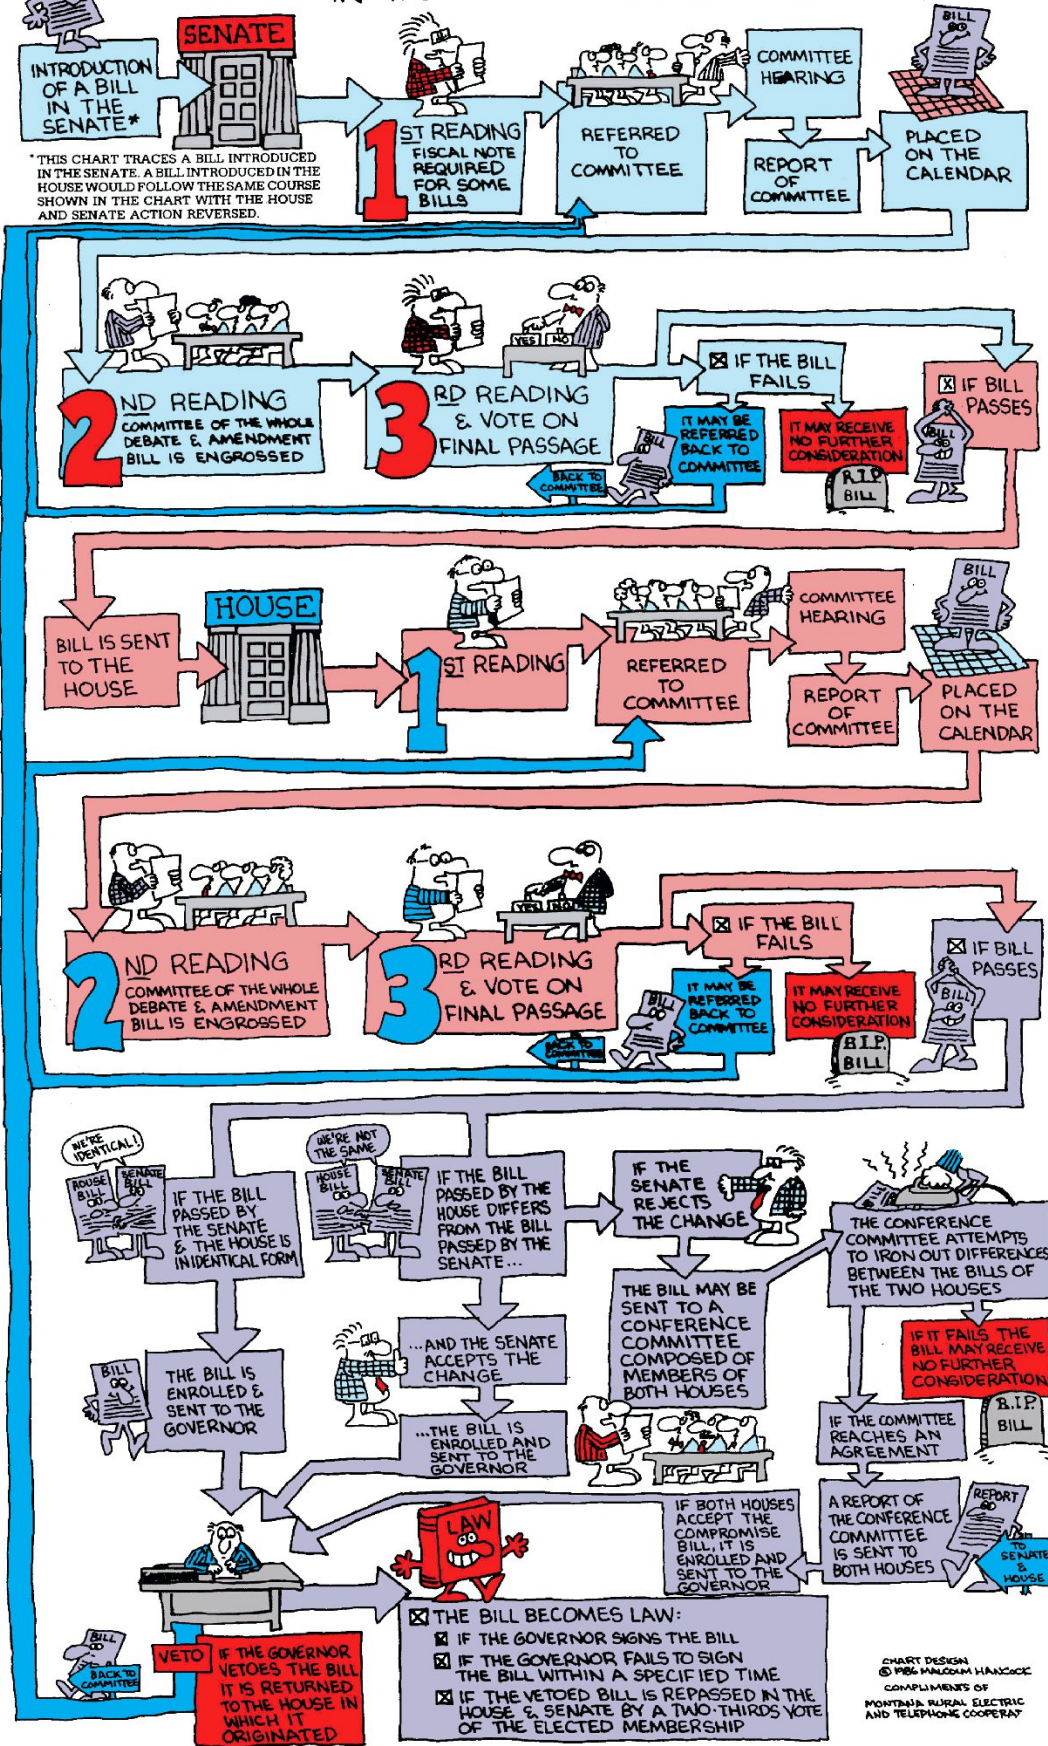 BILL
SENATE
INTRODUCTION
OF A BILL
IN THE
SENATE*
* THIS CHART TRACES A BILL INTRODUCED
IN THE SENATE. A BILL INTRODUCED IN THE
HOUSE WOULD FOLLOW THE SAME COURSE
SHOWN IN THE CHART WITH THE HOUSE
AND SENATE ACTION REVERSED.
1ST READING
FISCAL NOTE
REQUIRED
FOR SOME
BILLS
REFERRED
TO
COMMITTEE
COMMITTEE
HEARING
REPORT
OF
COMMITTEE
PLACED
ON THE
CALENDAR
2ND READING
COMMITTEE OF THE WHOLE
DEBATE & AMENDMENT
BILL IS ENGROSSED
YES NO
3RD READING
& VOTE ON
FINAL PASSAGE
IF THE BILL
FAILS
IT MAY BE
REFERRED
BACK TO
COMMITTEE
BILL
BACK TO
COMMITTEE
IT MAY RECEIVE
NO FURTHER
CONSIDERATION
R.I.P.
BILL
X IF BILL
PASSES
BILL
BILL IS SENT
TO THE
HOUSE
HOUSE
1ST READING
REFERRED
TO
COMMITTEE
COMMITTEE
HEARING
REPORT
OF
COMMITTEE
BILL
PLACED
ON THE
CALENDAR
2ND READING
COMMITTEE OF THE WHOLE
DEBATE & AMENDMENT
BILL IS ENGROSSED
YES NO
3RD READING
& VOTE ON
FINAL PASSAGE
IF THE BILL
FAILS
IT MAY BE
REFERRED
BACK TO
COMMITTEE
BILL
BACK TO
COMMITTEE
IT MAY RECEIVE
NO FURTHER
CONSIDERATION
R.I.P.
BILL
IF BILL
PASSES
BILL
WE'RE
IDENTICAL!
HOUSE
BILL
SENATE
BILL
IF THE BILL
PASSED BY
THE SENATE
& THE HOUSE IS
IN IDENTICAL FORM
WE'RE NOT
THE SAME
HOUSE
BILL
SENATE
BILL
IF THE BILL
PASSED BY THE
HOUSE DIFFERS
FROM THE BILL
PASSED BY THE
SENATE...
IF THE
SENATE
REJECTS
THE CHANGE
THE BILL MAY BE
SENT TO A
CONFERENCE
COMMITTEE
COMPOSED OF
MEMBERS OF
BOTH HOUSES
THE CONFERENCE
COMMITTEE ATTEMPTS
TO IRON OUT DIFFERENCES
BETWEEN THE BILLS OF
THE TWO HOUSES
IF IT FAILS THE
BILL MAY RECEIVE
NO FURTHER
CONSIDERATION
R.I.P.
BILL
BILL
THE BILL IS
ENROLLED &
SENT TO THE
GOVERNOR
...AND THE SENATE
ACCEPTS THE
CHANGE
...THE BILL IS
ENROLLED AND
SENT TO THE
GOVERNOR
IF THE COMMITTEE
REACHES AN
AGREEMENT
A REPORT OF
THE CONFERENCE
COMMITTEE
IS SENT TO
BOTH HOUSES
REPORT
TO
SENATE
&
HOUSE
IF BOTH HOUSES
ACCEPT THE
COMPROMISE
BILL, IT IS
ENROLLED AND
SENT TO THE
GOVERNOR
LAW
THE BILL BECOMES LAW:
IF THE GOVERNOR SIGNS THE BILL
IF THE GOVERNOR FAILS TO SIGN
THE BILL WITHIN A SPECIFIED TIME
IF THE VETOED BILL IS REPASSED IN THE
HOUSE & SENATE BY A TWO-THIRDS VOTE
OF THE ELECTED MEMBERSHIP
BILL
BACK TO
COMMITTEE
VETO
IF THE GOVERNOR
VETOES THE BILL
IT IS RETURNED
TO THE HOUSE IN
WHICH IT
ORIGINATED
CHART DESIGN
© 1986 MALCOLM HANCOCK
COMPLIMENTS OF
MONTANA RURAL ELECTRIC
AND TELEPHONE COOPERAT